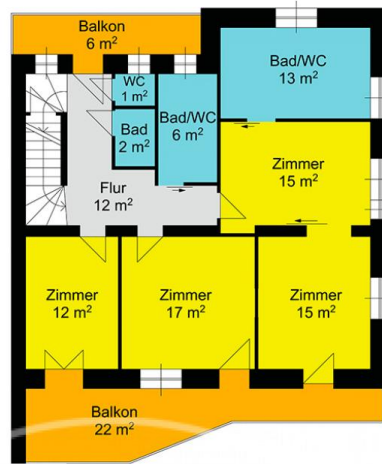 Balkon
6 m²
WC
1 m²
Bad/WC
13 m²
Bad
2 m²
Bad/WC
6 m²
Zimmer
15 m²
Flur
12 m²
Zimmer
12 m²
Zimmer
17 m²
Zimmer
15 m²
Balkon
22 m²